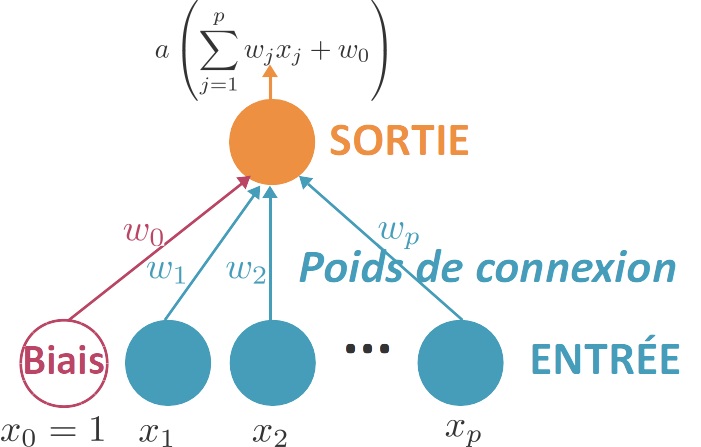 a(∑_{j=1}^{p} w_j x_j + w_0)
SORTIE
w_0
w_1
w_2
w_p
Poids de connexion
Biais
...
ENTRÉE
x_0 = 1
x_1
x_2
x_p